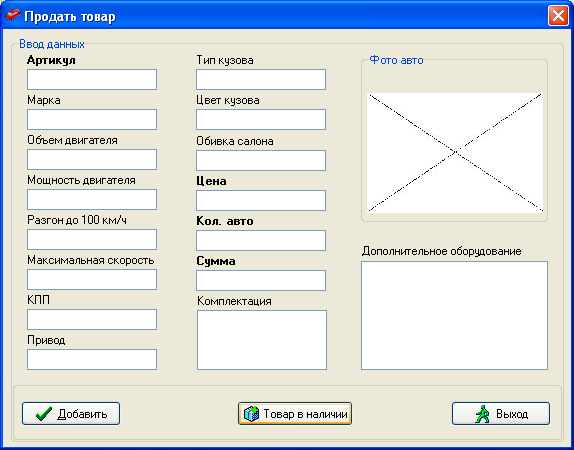 Продать товар
Ввод данных
Артикул
Марка
Объем двигателя
Мощность двигателя
Разгон до 100 км/ч
Максимальная скорость
КПП
Привод
Тип кузова
Цвет кузова
Обивка салона
Цена
Кол. авто
Сумма
Комплектация
Фото авто
Дополнительное оборудование
Добавить
Товар в наличии
Выход